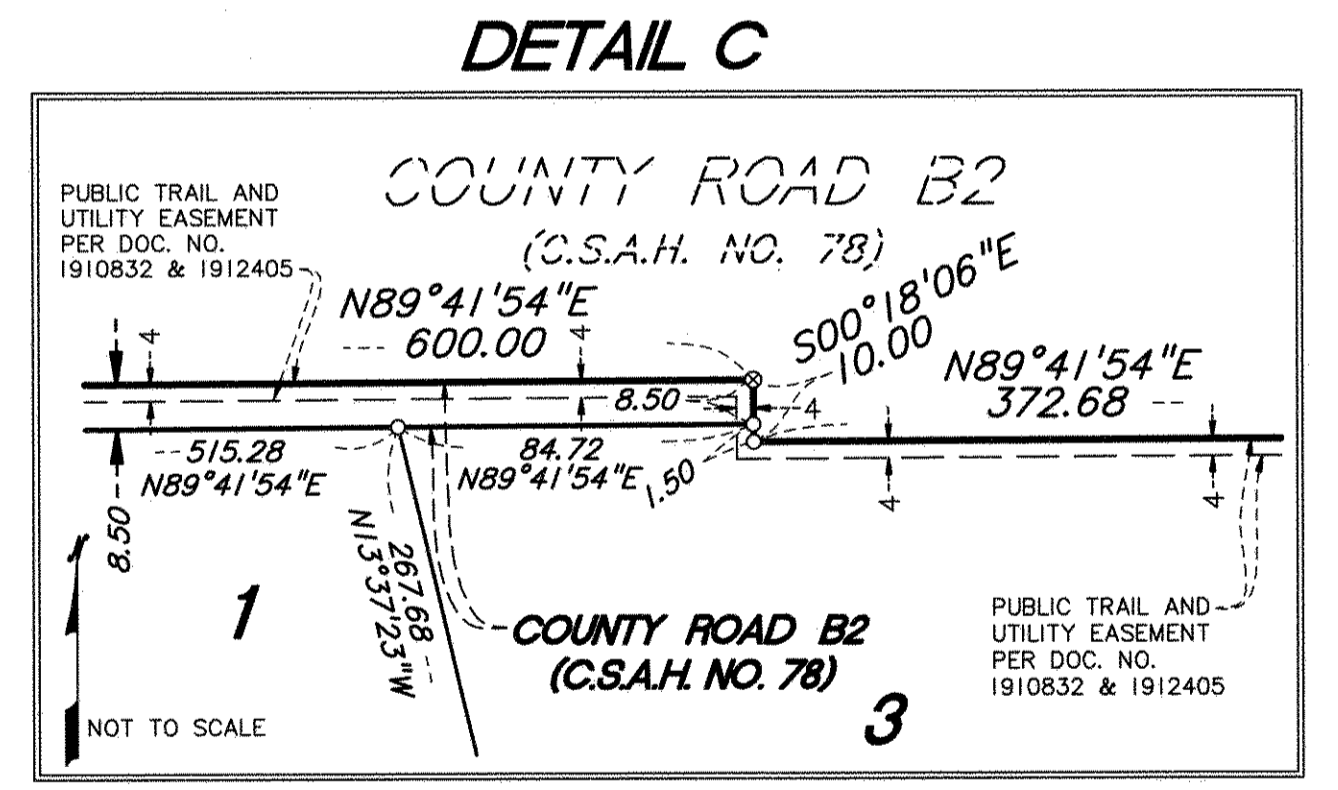 DETAIL C
COUNTY ROAD B2
(C.S.A.H. NO. 78)
PUBLIC TRAIL AND
UTILITY EASEMENT
PER DOC. NO.
1910832 & 1912405
N89°41'54"E
600.00
S00°18'06"E
10.00
N89°41'54"E
372.68
4
4
8.50
4
515.28
N89°41'54"E
84.72
N89°41'54"E
1.50
4
4
8.50
N13°37'23"W
267.68
1
COUNTY ROAD B2
(C.S.A.H. NO. 78)
3
PUBLIC TRAIL AND
UTILITY EASEMENT
PER DOC. NO.
1910832 & 1912405
NOT TO SCALE